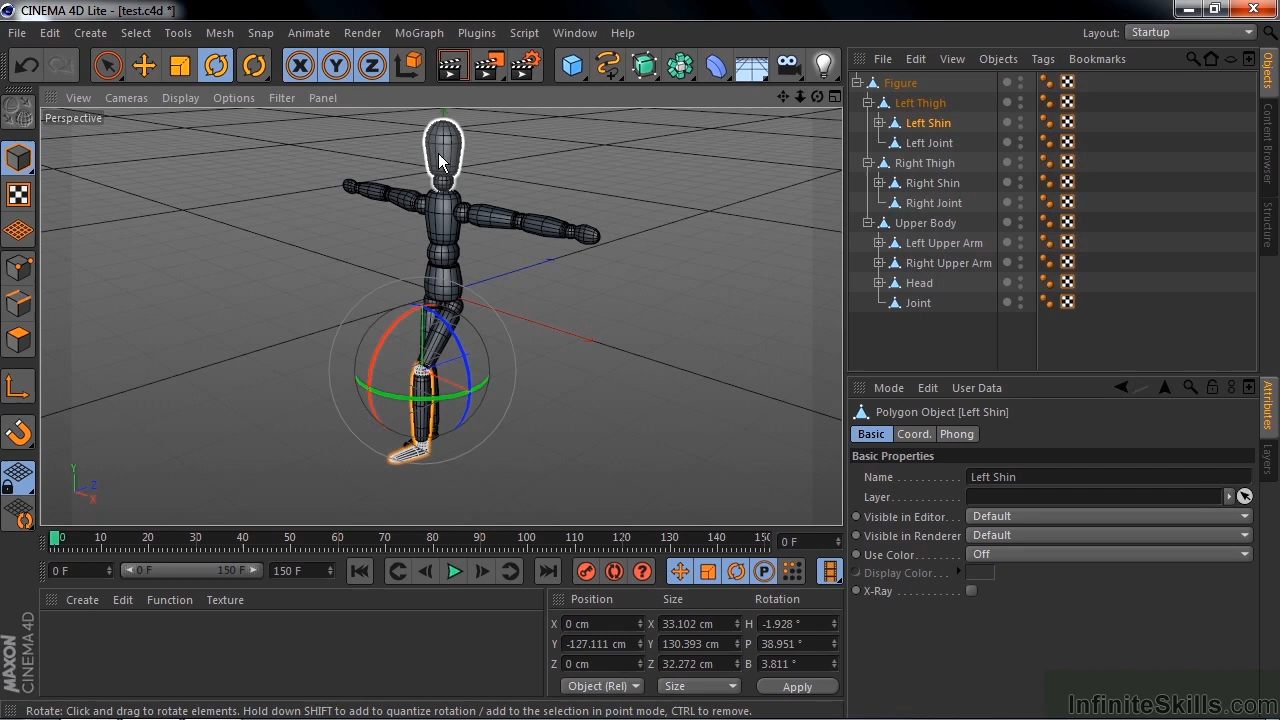 CINEMA 4D Lite - [test.c4d *]
File Edit Create Select Tools Mesh Snap Animate Render MoGraph Plugins Script Window Help Layout: Startup
X Y Z
File Edit View Objects Tags Bookmarks
View Cameras Display Options Filter Panel
Perspective
Figure
Left Thigh
Left Shin
Left Joint
Right Thigh
Right Shin
Right Joint
Upper Body
Left Upper Arm
Right Upper Arm
Head
Joint
Objects
Content Browser
Structure
Y
Z
X
Mode Edit User Data
Polygon Object [Left Shin]
Basic Coord. Phong
Basic Properties
Name . . . . . . . . . . . Left Shin
Layer. . . . . . . . . . . .
Visible in Editor. . . Default
Visible in Renderer Default
Use Color. . . . . . . . Off
Display Color. . . .
X-Ray . . . . . . . . . . .
Attributes
Layers
0 10 20 30 40 50 60 70 80 90 100 110 120 130 140 150 0 F
0 F 0 F 150 F 150 F
P
Create Edit Function Texture
Position Size Rotation
X 0 cm X 33.102 cm H -1.928 °
Y -127.111 cm Y 130.393 cm P 38.951 °
Z 0 cm Z 32.272 cm B 3.811 °
Object (Rel) Size Apply
MAXON
CINEMA 4D
Rotate: Click and drag to rotate elements. Hold down SHIFT to add to quantize rotation / add to the selection in point mode, CTRL to remove.
InfiniteSkills.com